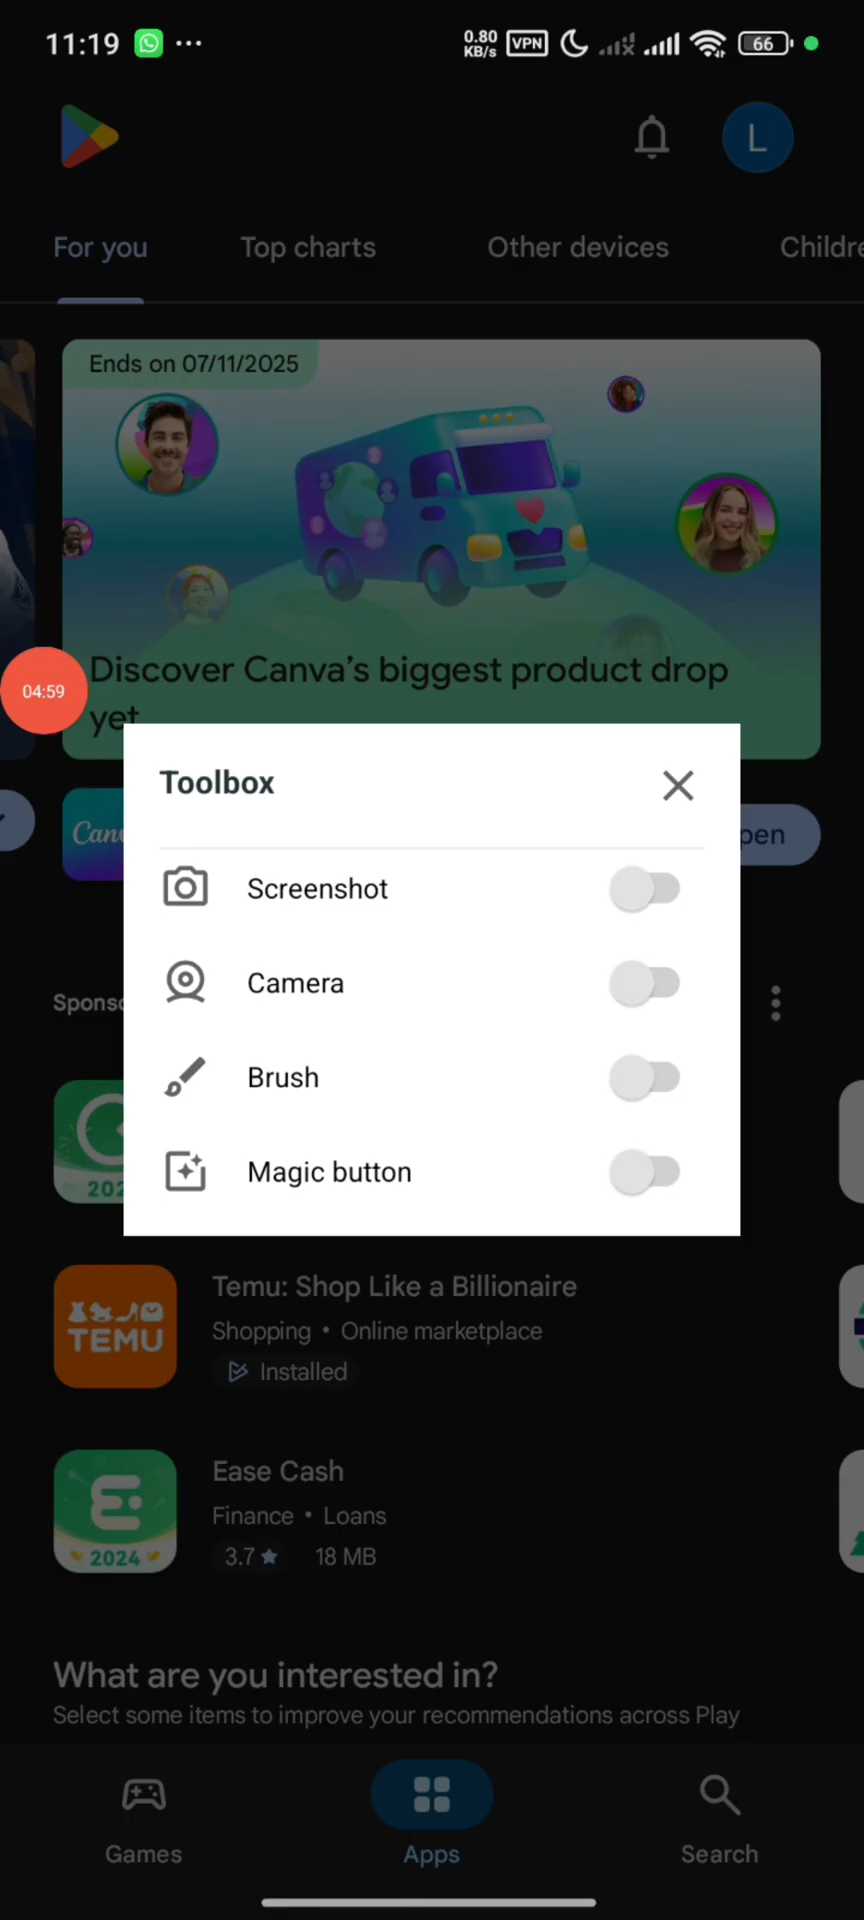 11:19
0.80
KB/s
VPN
66
L
For you
Top charts
Other devices
Childre
Ends on 07/11/2025
Discover Canva's biggest product drop
yet
04:59
Toolbox
Can
pen
Screenshot
Camera
Sponso
Brush
Magic button
202
Temu: Shop Like a Billionaire
TEMU
Shopping • Online marketplace
Installed
Ease Cash
Finance • Loans
2024
3.7
18 MB
What are you interested in?
Select some items to improve your recommendations across Play
Games
Apps
Search